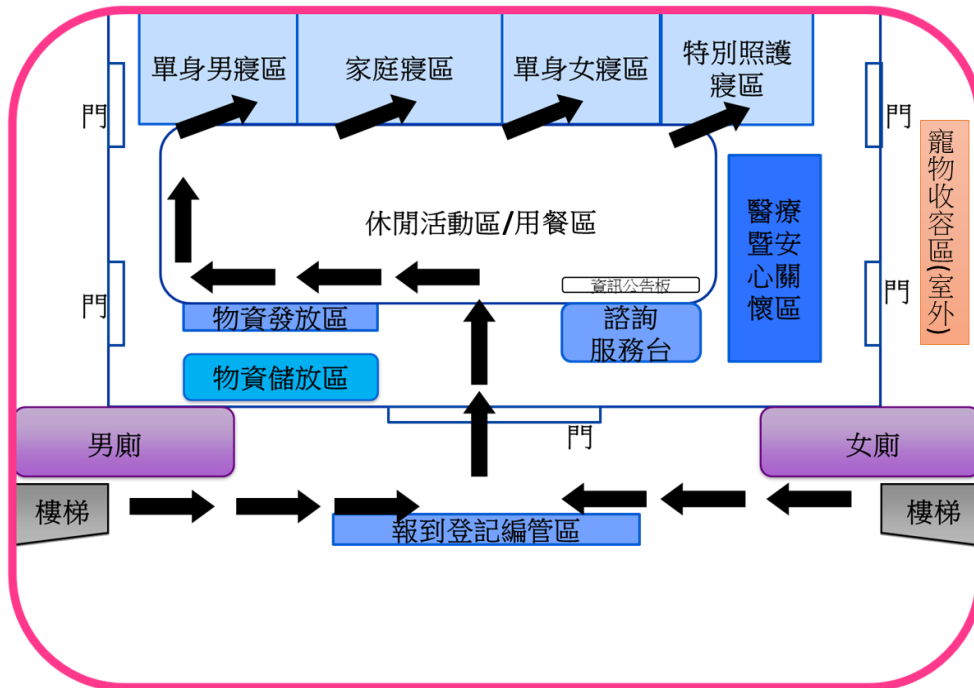 單身男寢區
家庭寢區
單身女寢區
特別照護
寢區
門
門
寵物收容區(室外)
醫療
暨安
心關
懷區
休閒活動區/用餐區
資訊公告板
門
門
物資發放區
諮詢
服務台
物資儲放區
男廁
門
女廁
樓梯
樓梯
報到登記編管區